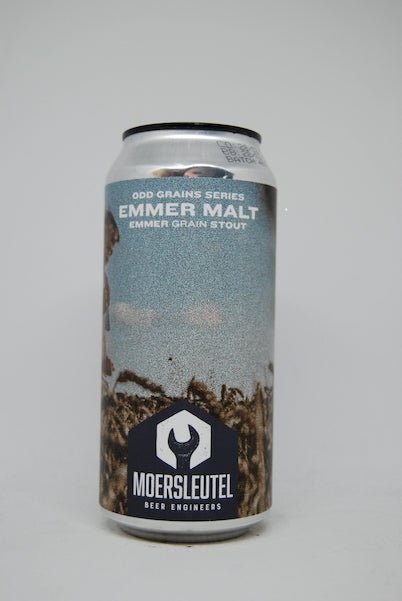 ODD GRAINS SERIES
EMMER MALT
EMMER GRAIN STOUT
MOERSLEUTEL
BEER ENGINEERS